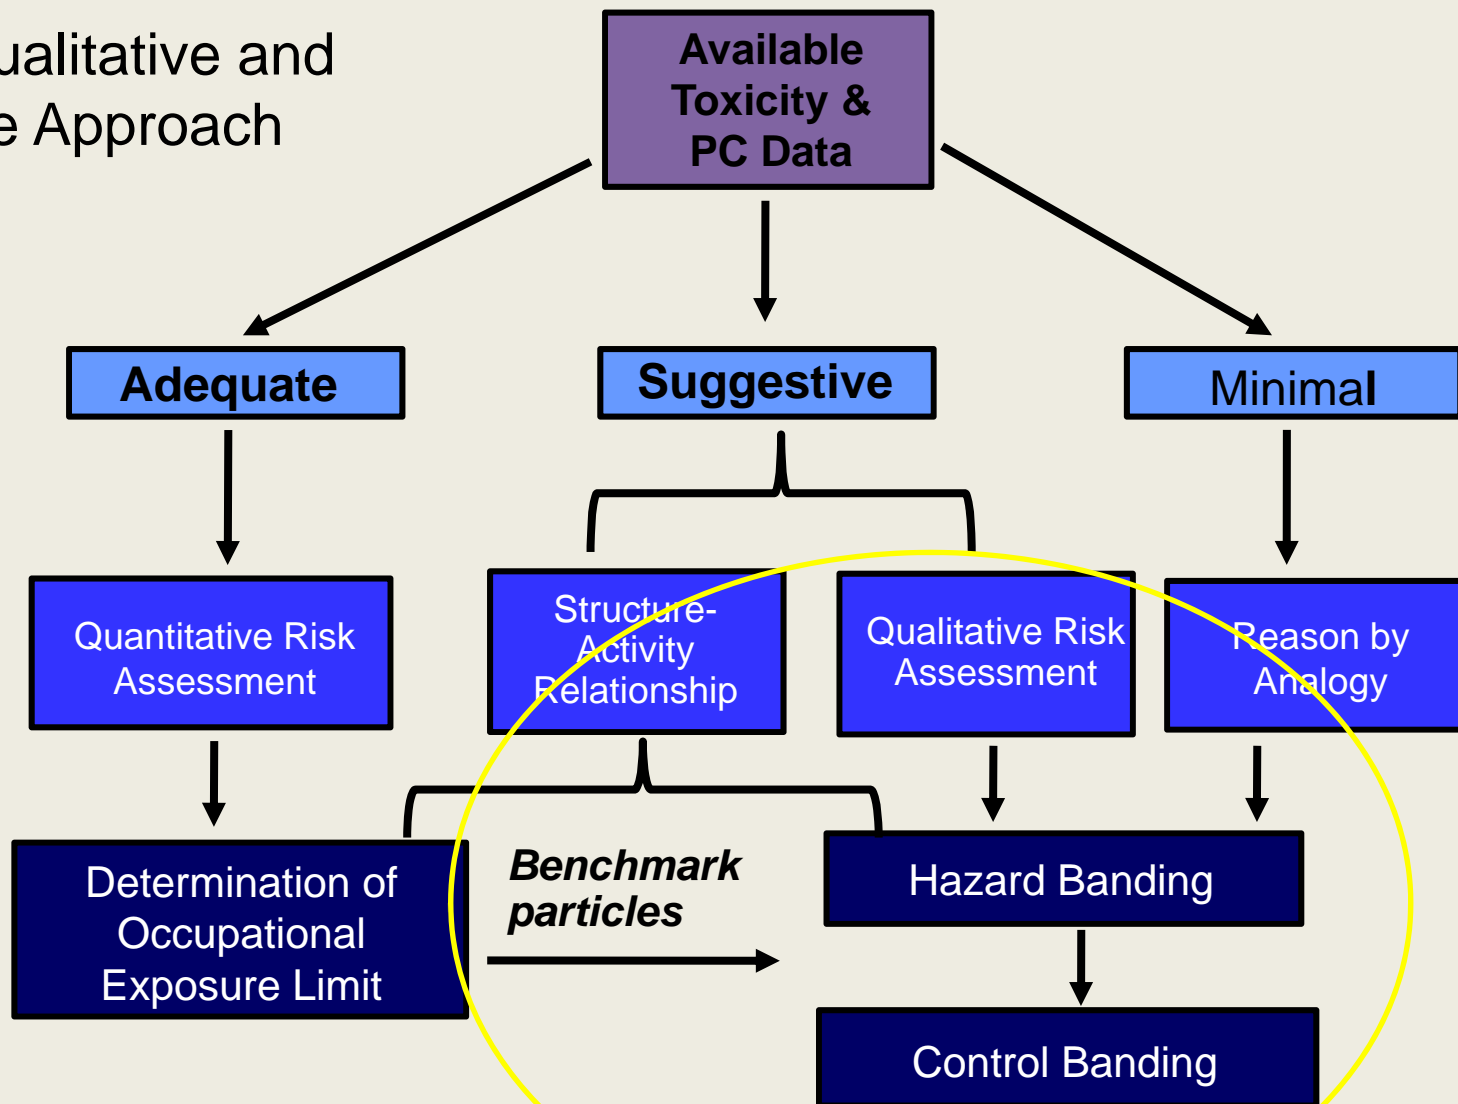 ualitative and
e Approach
Available
Toxicity &
PC Data
Adequate
Suggestive
Minimal
Quantitative Risk
Assessment
Structure-
Activity
Relationship
Qualitative Risk
Assessment
Reason by
Analogy
Determination of
Occupational
Exposure Limit
Benchmark
particles
Hazard Banding
Control Banding